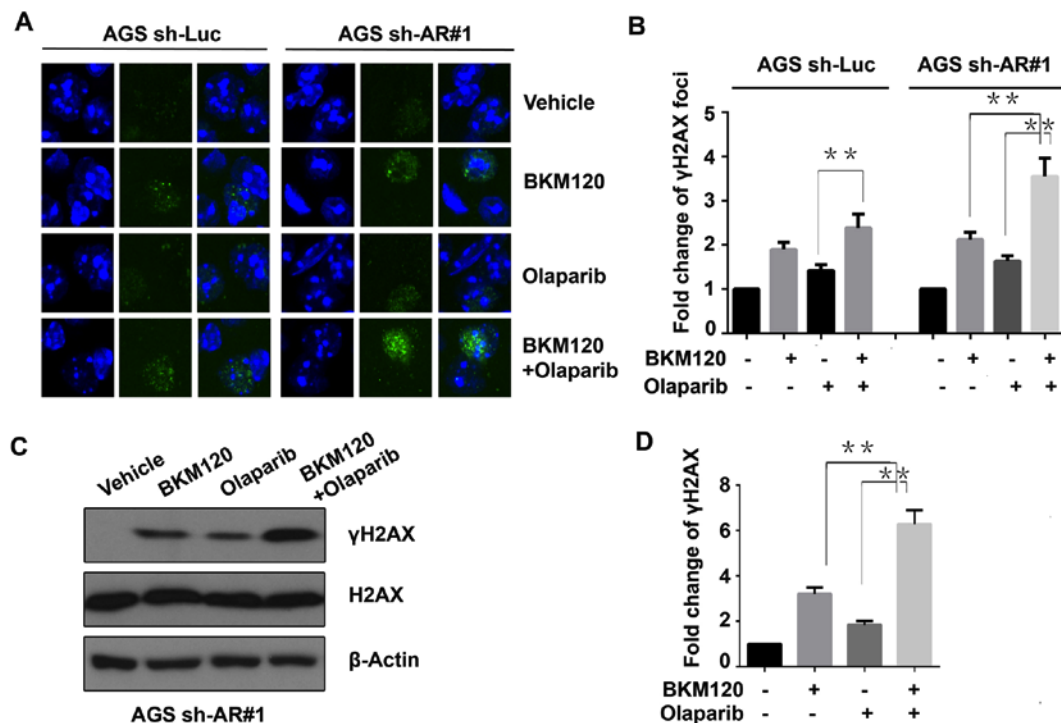 A
AGS sh-Luc
AGS sh-AR#1
Vehicle
BKM120
Olaparib
BKM120
+Olaparib
B
AGS sh-Luc
AGS sh-AR#1
Fold change of γH2AX foci
5
4
3
2
1
0
**
**
**
BKM120 - + - + - + - +
Olaparib - - + + - - + +
C
Vehicle
BKM120
Olaparib
BKM120
+Olaparib
γH2AX
H2AX
β-Actin
AGS sh-AR#1
D
Fold change of γH2AX
8
6
4
2
0
**
**
BKM120 - + - +
Olaparib - - + +